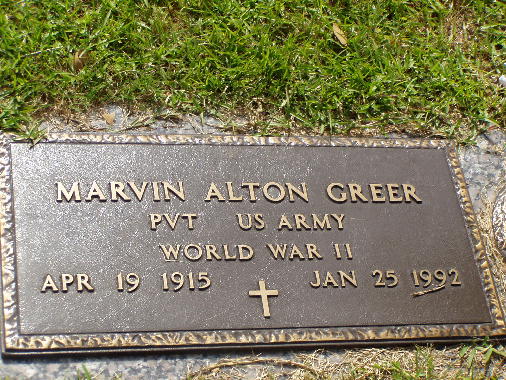 MARVIN ALTON GREER
PVT US ARMY
WORLD WAR II
APR 19 1915 JAN 25 1992